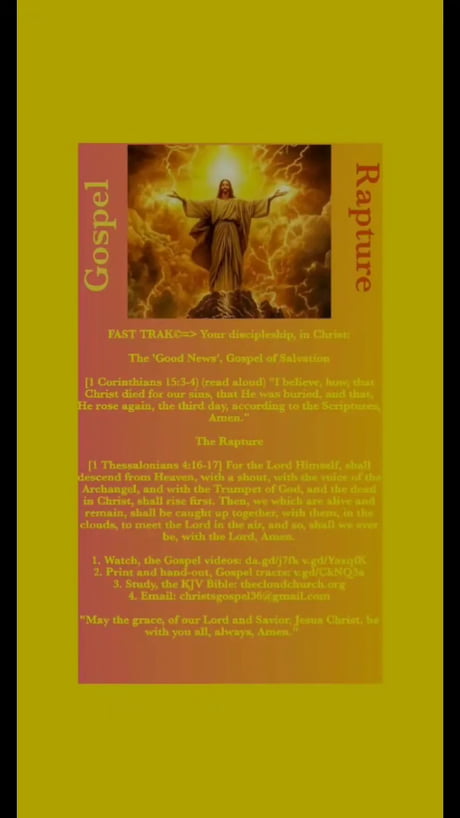 Gospel
Rapture
FAST TRAK©=> Your discipleship, in Christ:
The 'Good News', Gospel of Salvation
[1 Corinthians 15:3-4) (read aloud) "I believe, how, that
Christ died for our sins, that He was buried, and that,
He rose again, the third day, according to the Scriptures,
Amen."
The Rapture
[1 Thessalonians 4:16-17] For the Lord Himself, shall
descend from Heaven, with a shout, with the voice of the
Archangel, and with the Trumpet of God, and the dead
in Christ, shall rise first. Then, we which are alive and
remain, shall be caught up together, with them, in the
clouds, to meet the Lord in the air, and so, shall we ever
be, with the Lord, Amen.
1. Watch, the Gospel videos:
2. Print and hand-out, Gospel tracts: v.gd/CkNQ3a
3. Study, the KJV Bible: thecloudchurch.org
4. Email: christsgospel36@gmail.com
"May the grace, of our Lord and Savior, Jesus Christ, be
with you all, always, Amen."